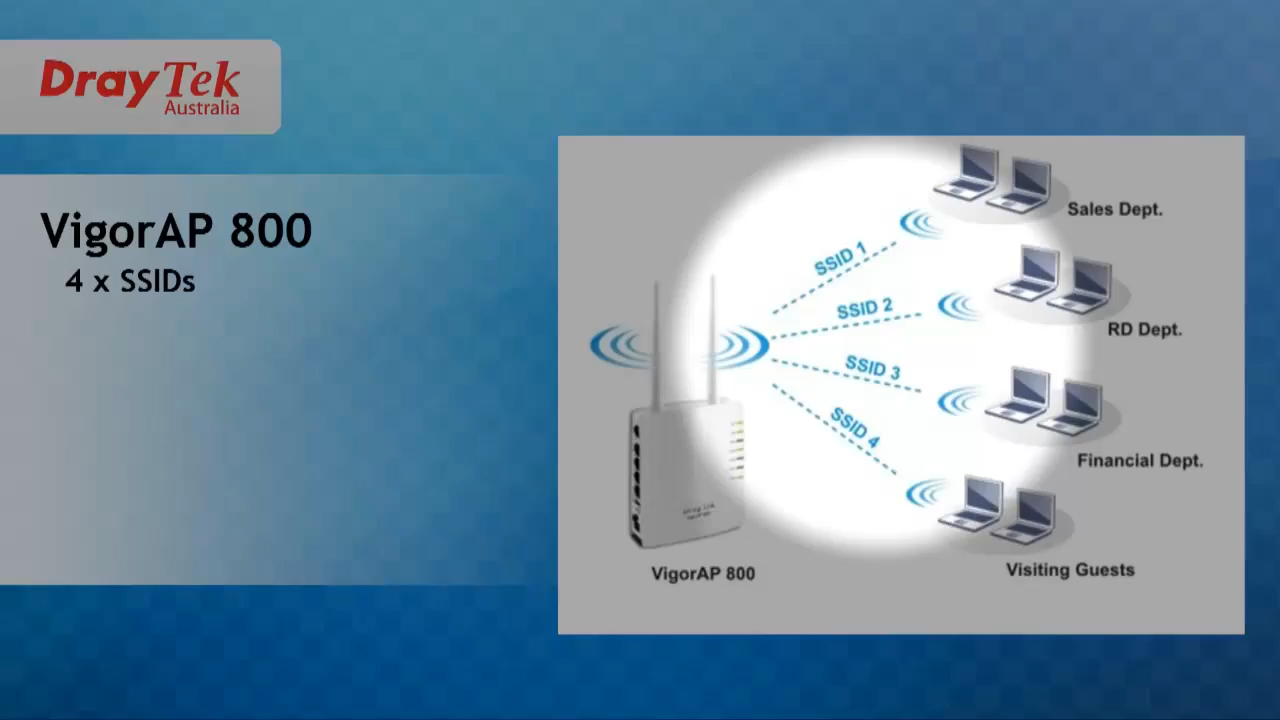 DrayTek
Australia
VigorAP 800
4 x SSIDs
SSID 1
Sales Dept.
SSID 2
RD Dept.
SSID 3
Financial Dept.
SSID 4
Visiting Guests
VigorAP 800